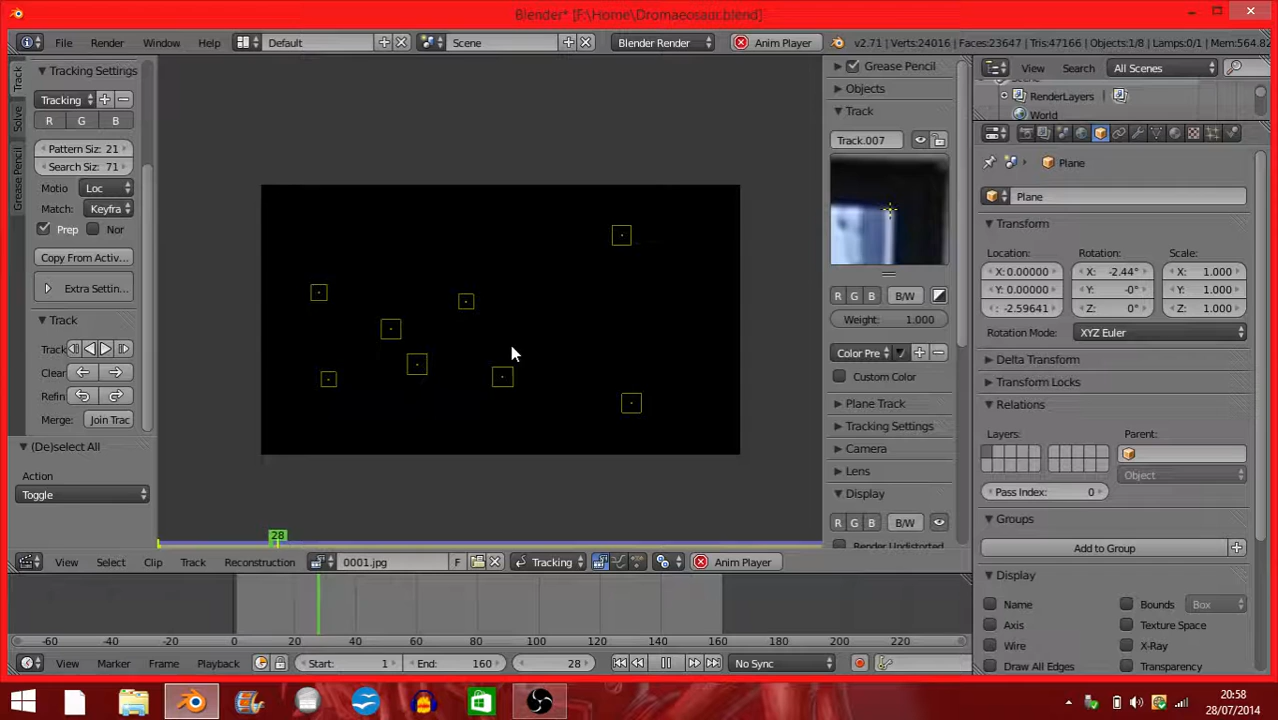 Blender* [F:\Home\Dromaeosaur.blend]
File Render Window Help Default Scene Blender Render Anim Player v2.71 | Verts:24016 | Faces:23647 | Tris:47166 | Objects:1/8 | Lamps:0/1 | Mem:564.82
Track
Solve
Grease Pencil
Tracking Settings
Tracking
R G B
Pattern Siz: 21
Search Siz: 71
Motio Loc
Match: Keyfra
Prep Nor
Copy From Activ...
Extra Settin...
Track
Track
Clear
Refin
Merge: Join Trac
(De)select All
Action
Toggle
28
Grease Pencil
Objects
Track
Track.007
R G B B/W
Weight: 1.000
Color Pre
Custom Color
Plane Track
Tracking Settings
Camera
Lens
Display
R G B B/W
Render Undistorted
View Search All Scenes
Scene
RenderLayers
World
Plane
Plane
Transform
Location: Rotation: Scale:
X: 0.00000 X: -2.44° X: 1.000
Y: 0.00000 Y: -0° Y: 1.000
: -2.59641 Z: 0° Z: 1.000
Rotation Mode: XYZ Euler
Delta Transform
Transform Locks
Relations
Layers: Parent:
Object
Pass Index: 0
Groups
Add to Group
Display
Name Bounds Box
Axis Texture Space
Wire X-Ray
Draw All Edges Transparency
View Select Clip Track Reconstruction 0001.jpg F Tracking Anim Player
-60 -40 -20 0 20 40 60 80 100 120 140 160 180 200 220
View Marker Frame Playback Start: 1 End: 160 28 No Sync
20:58
28/07/2014